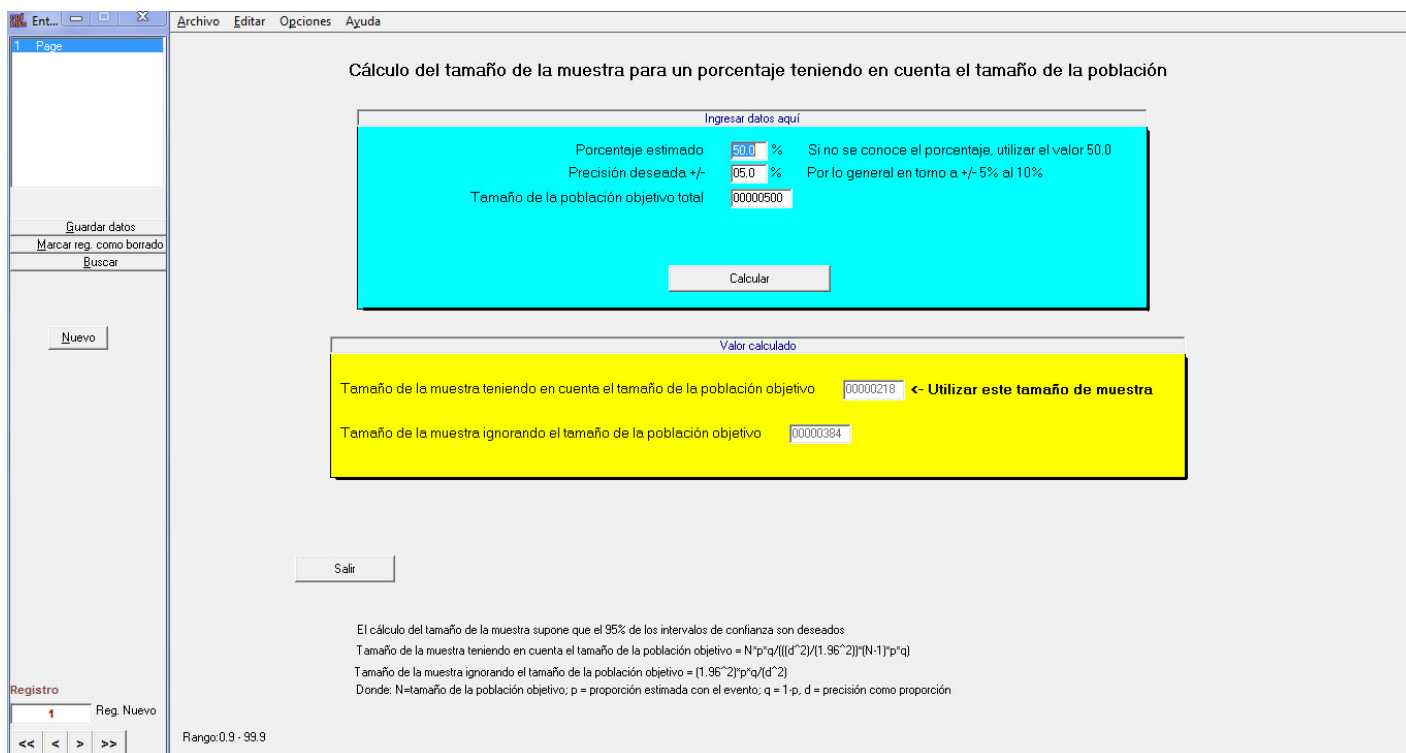 Ent...
Archivo Editar Opciones Ayuda
1 Page
Guardar datos
Marcar reg. como borrado
Buscar
Nuevo
Cálculo del tamaño de la muestra para un porcentaje teniendo en cuenta el tamaño de la población
Ingresar datos aquí
Porcentaje estimado 50.0 % Si no se conoce el porcentaje, utilizar el valor 50.0
Precisión deseada +/- 05.0 % Por lo general en torno a +/- 5% al 10%
Tamaño de la población objetivo total 00000500
Calcular
Valor calculado
Tamaño de la muestra teniendo en cuenta el tamaño de la población objetivo 00000218 <- Utilizar este tamaño de muestra
Tamaño de la muestra ignorando el tamaño de la población objetivo 00000384
Salir
El cálculo del tamaño de la muestra supone que el 95% de los intervalos de confianza son deseados
Tamaño de la muestra teniendo en cuenta el tamaño de la población objetivo = N*p*q/(((d^2)/(1.96^2))*(N-1)*p*q)
Tamaño de la muestra ignorando el tamaño de la población objetivo = (1.96^2)*p*q/(d^2)
Donde: N=tamaño de la población objetivo; p = proporción estimada con el evento; q = 1-p, d = precisión como proporción
Registro
1 Reg. Nuevo
<< < > >>
Rango:0.9 - 99.9